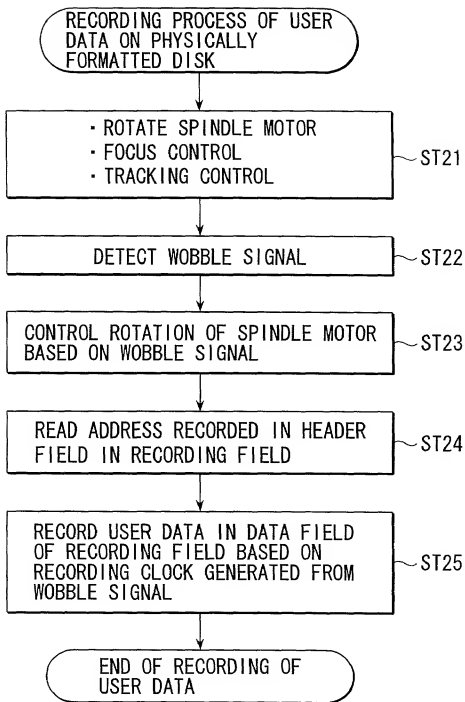 RECORDING PROCESS OF USER
DATA ON PHYSICALLY
FORMATTED DISK
・ROTATE SPINDLE MOTOR
・FOCUS CONTROL
・TRACKING CONTROL
ST21
DETECT WOBBLE SIGNAL
ST22
CONTROL ROTATION OF SPINDLE MOTOR
BASED ON WOBBLE SIGNAL
ST23
READ ADDRESS RECORDED IN HEADER
FIELD IN RECORDING FIELD
ST24
RECORD USER DATA IN DATA FIELD
OF RECORDING FIELD BASED ON
RECORDING CLOCK GENERATED FROM
WOBBLE SIGNAL
ST25
END OF RECORDING OF
USER DATA